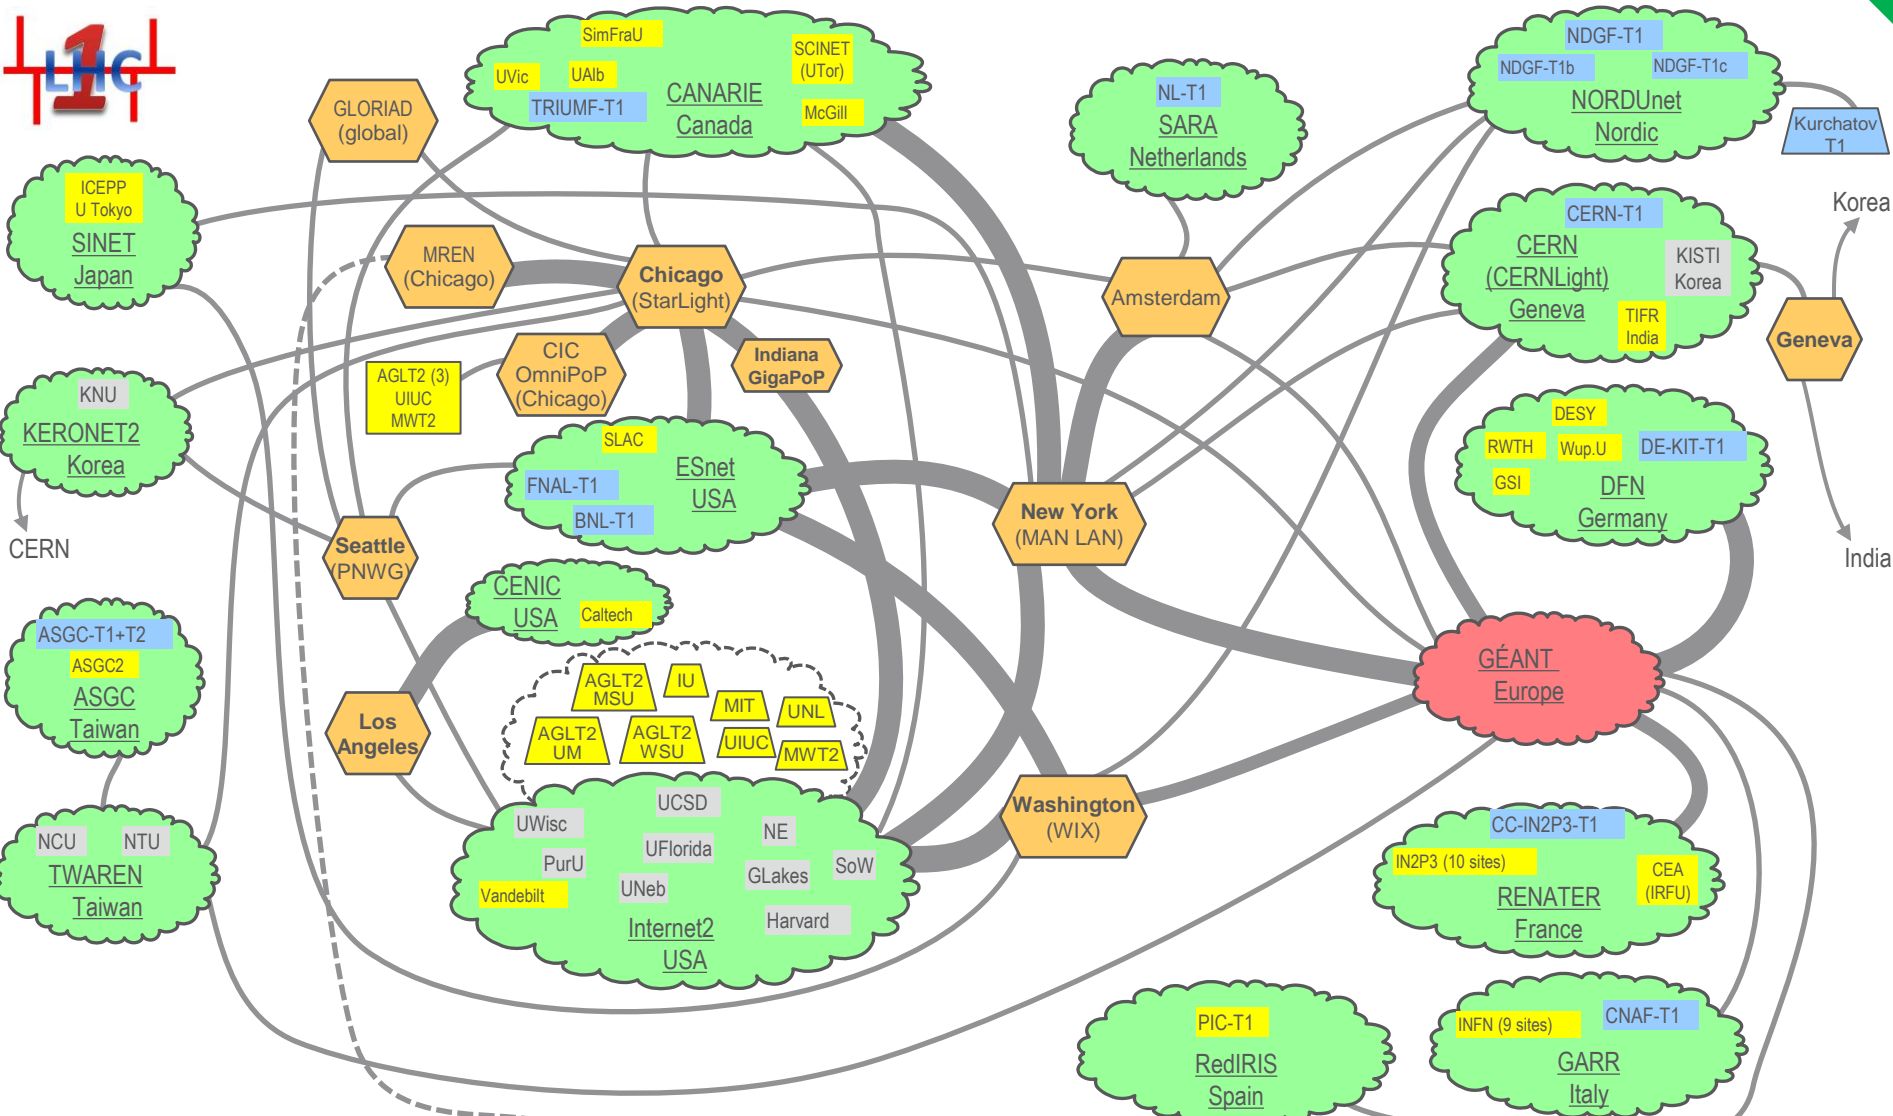 LHC
1
SimFraU
UVic
UAlb
SCINET
(UTor)
TRIUMF-T1
CANARIE
Canada
McGill
GLORIAD
(global)
NL-T1
SARA
Netherlands
NDGF-T1
NDGF-T1b
NDGF-T1c
NORDUnet
Nordic
Kurchatov
T1
ICEPP
U Tokyo
SINET
Japan
MREN
(Chicago)
Chicago
(StarLight)
Amsterdam
CERN-T1
CERN
(CERNLight)
Geneva
KISTI
Korea
TIFR
India
Korea
Geneva
India
AGLT2 (3)
UIUC
MWT2
CIC
OmniPoP
(Chicago)
Indiana
GigaPoP
KNU
KERONET2
Korea
CERN
SLAC
FNAL-T1
BNL-T1
ESnet
USA
New York
(MAN LAN)
DESY
RWTH
Wup.U
DE-KIT-T1
GSI
DFN
Germany
Seattle
(PNWG)
CENIC
USA
Caltech
ASGC-T1+T2
ASGC2
ASGC
Taiwan
Los
Angeles
AGLT2
MSU
IU
MIT
UNL
AGLT2
UM
AGLT2
WSU
UIUC
MWT2
GÉANT
Europe
NCU
NTU
TWAREN
Taiwan
UWisc
UCSD
NE
PurU
UFlorida
SoW
Vandebilt
UNeb
GLakes
Harvard
Internet2
USA
Washington
(WIX)
CC-IN2P3-T1
IN2P3 (10 sites)
CEA
(IRFU)
RENATER
France
PIC-T1
RedIRIS
Spain
INFN (9 sites)
CNAF-T1
GARR
Italy